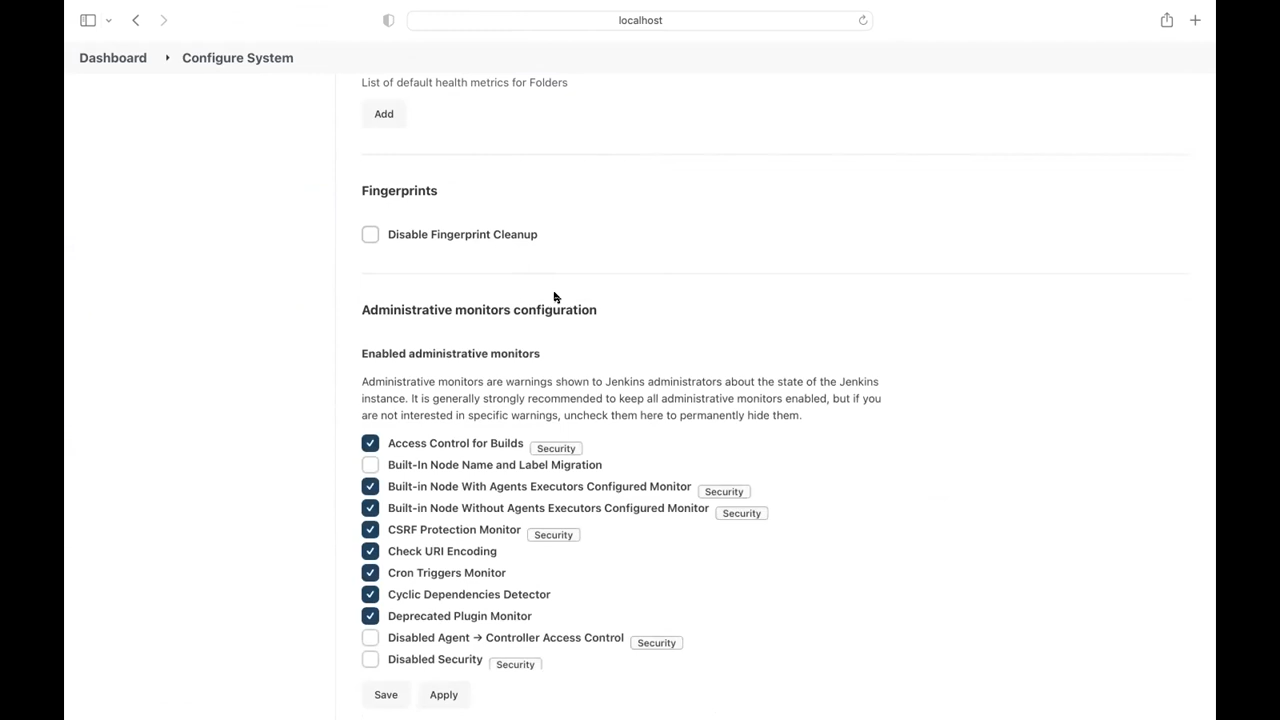 localhost
Dashboard Configure System
List of default health metrics for Folders
Add
Fingerprints
Disable Fingerprint Cleanup
Administrative monitors configuration
Enabled administrative monitors
Administrative monitors are warnings shown to Jenkins administrators about the state of the Jenkins
instance. It is generally strongly recommended to keep all administrative monitors enabled, but if you
are not interested in specific warnings, uncheck them here to permanently hide them.
Access Control for Builds Security
Built-In Node Name and Label Migration
Built-in Node With Agents Executors Configured Monitor Security
Built-in Node Without Agents Executors Configured Monitor Security
CSRF Protection Monitor Security
Check URI Encoding
Cron Triggers Monitor
Cyclic Dependencies Detector
Deprecated Plugin Monitor
Disabled Agent → Controller Access Control Security
Disabled Security Security
Save Apply